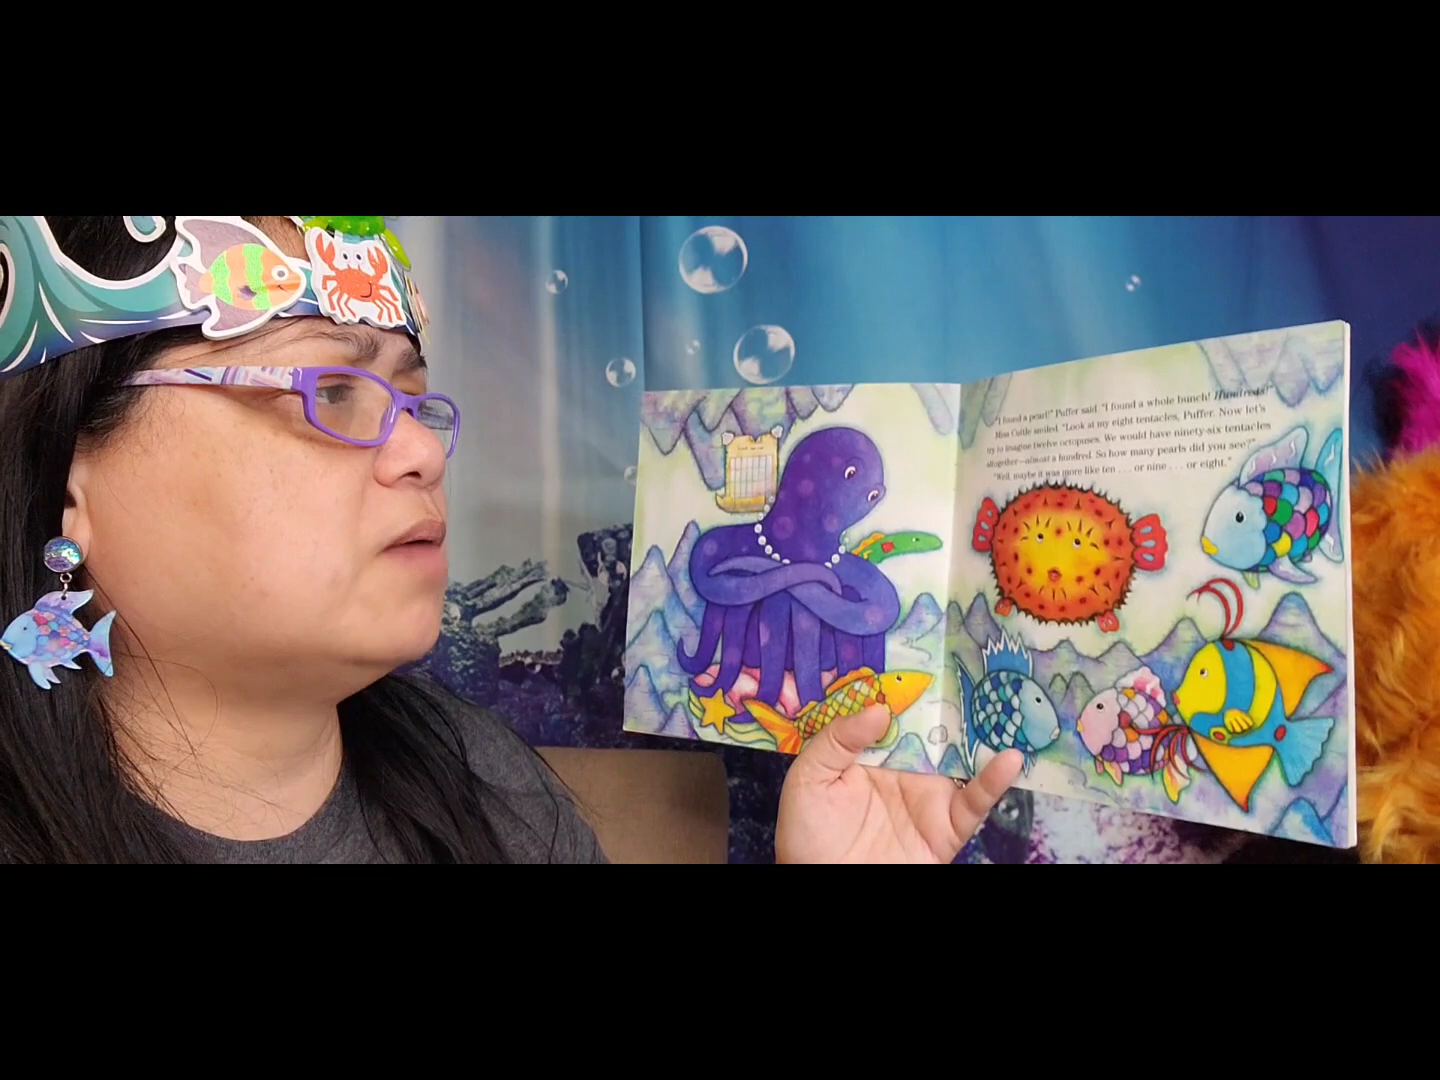 "I found a pearl!" Puffer said. "I found a whole bunch! Hundreds!"
Miss Cuttle smiled. "Look at my eight tentacles, Puffer. Now let's
try to imagine twelve octopuses. We would have ninety-six tentacles
altogether—almost a hundred. So how many pearls did you see?"
"Well, maybe it was more like ten . . . or nine . . . or eight."